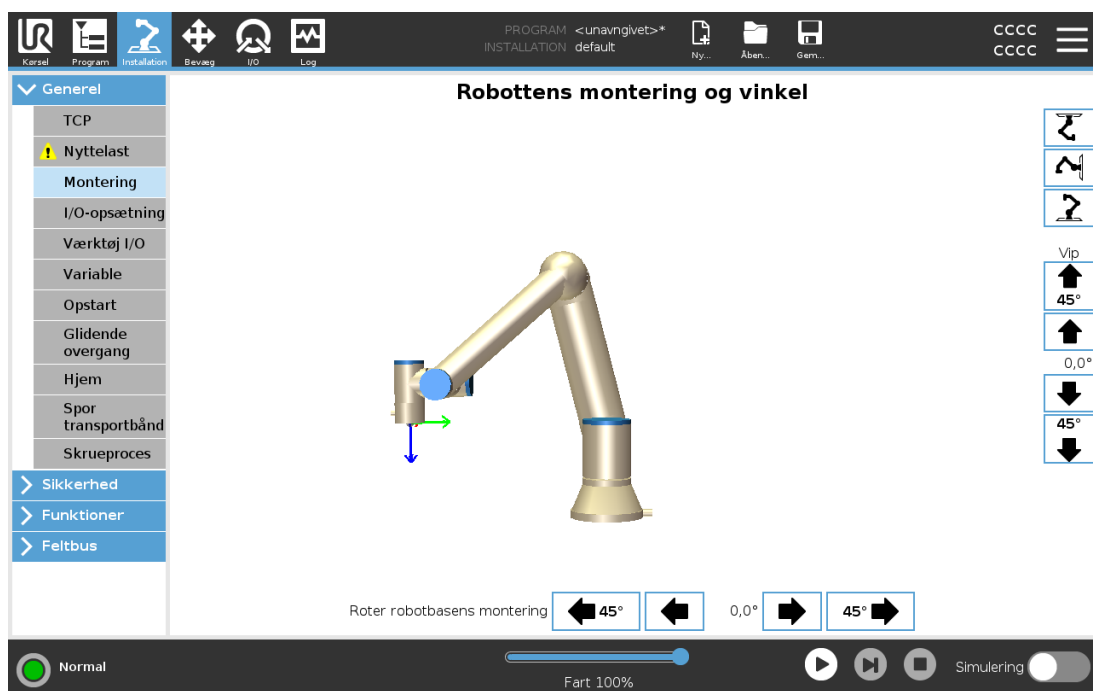 UR
PROGRAM <unavngivet>*
INSTALLATION default
CCCC
CCCC
Kørsel Program Installation Bevæg I/O Log Ny... Åben... Gem...
Generel
TCP
Nyttelast
Montering
I/O-opsætning
Værktøj I/O
Variable
Opstart
Glidende
overgang
Hjem
Spor
transportbånd
Skrueproces
Sikkerhed
Funktioner
Feltbus
Robottens montering og vinkel
Vip
45°
0,0°
45°
Roter robotbasens montering 45° 0,0° 45°
Normal
Fart 100%
Simulering